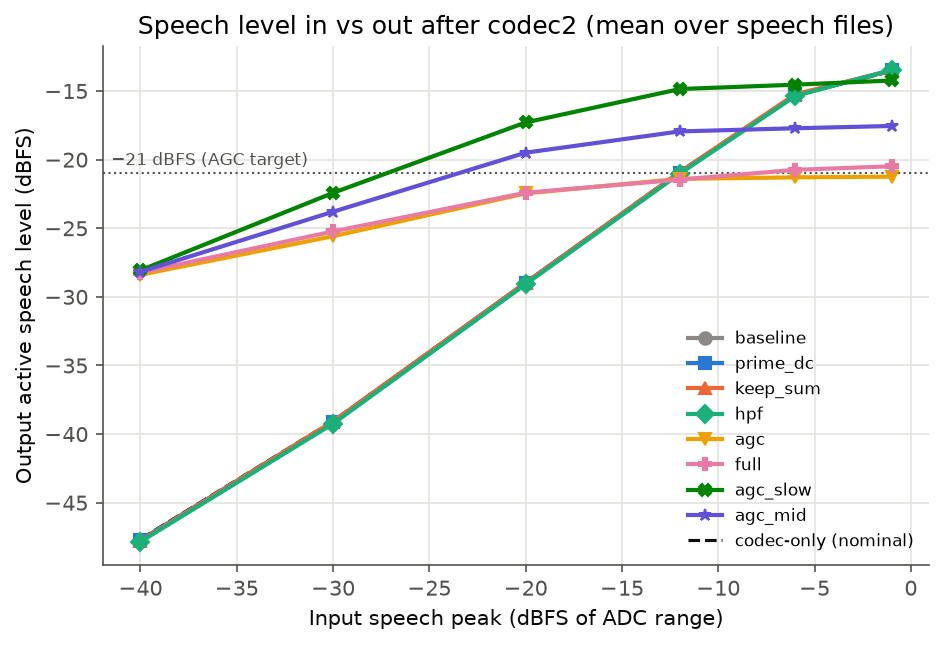 Speech level in vs out after codec2 (mean over speech files)
Output active speech level (dBFS)
−15
−20
−25
−30
−35
−40
−45
−21 dBFS (AGC target)
baseline
prime_dc
keep_sum
hpf
agc
full
agc_slow
agc_mid
codec-only (nominal)
−40 −35 −30 −25 −20 −15 −10 −5 0
Input speech peak (dBFS of ADC range)